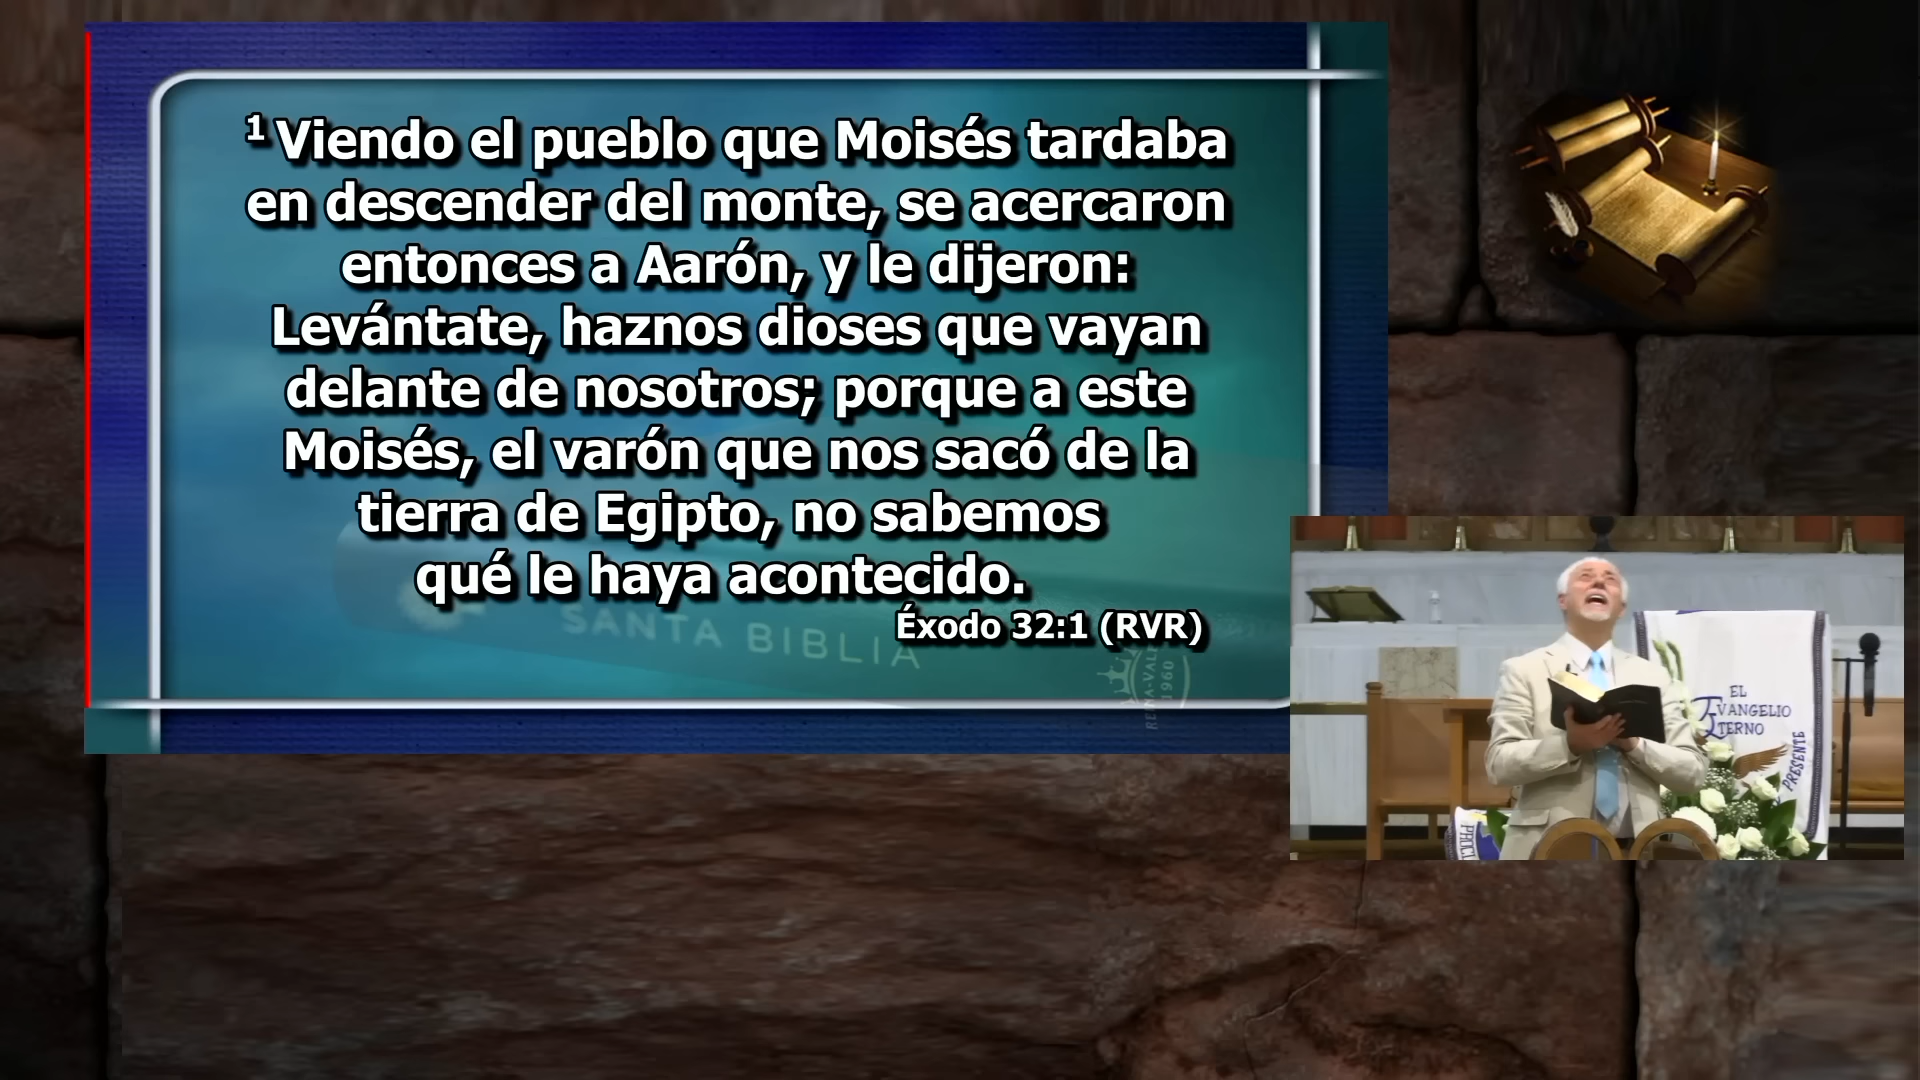 1 Viendo el pueblo que Moisés tardaba
en descender del monte, se acercaron
entonces a Aarón, y le dijeron:
Levántate, haznos dioses que vayan
delante de nosotros; porque a este
Moisés, el varón que nos sacó de la
tierra de Egipto, no sabemos
qué le haya acontecido.
Éxodo 32:1 (RVR)
SANTA BIBLIA
1960
EL
EVANGELIO
ETERNO
PRESENTE